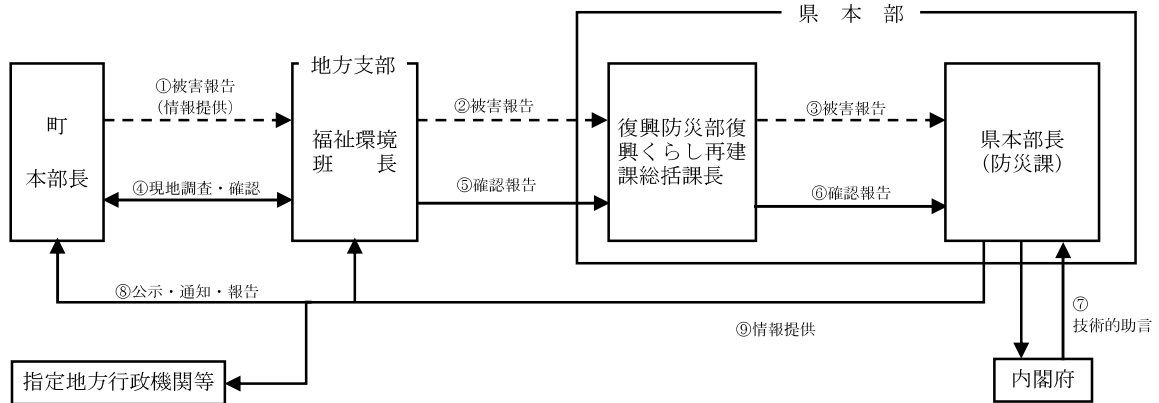 県　本　部
地方支部
①被害報告
（情報提供）
②被害報告
③被害報告
町
本部長
福祉環境
班　　長
復興防災部復
興くらし再建
課総括課長
県本部長
（防災課）
④現地調査・確認
⑤確認報告
⑥確認報告
⑧公示・通知・報告
⑦
技術的助言
⑨情報提供
指定地方行政機関等
内閣府